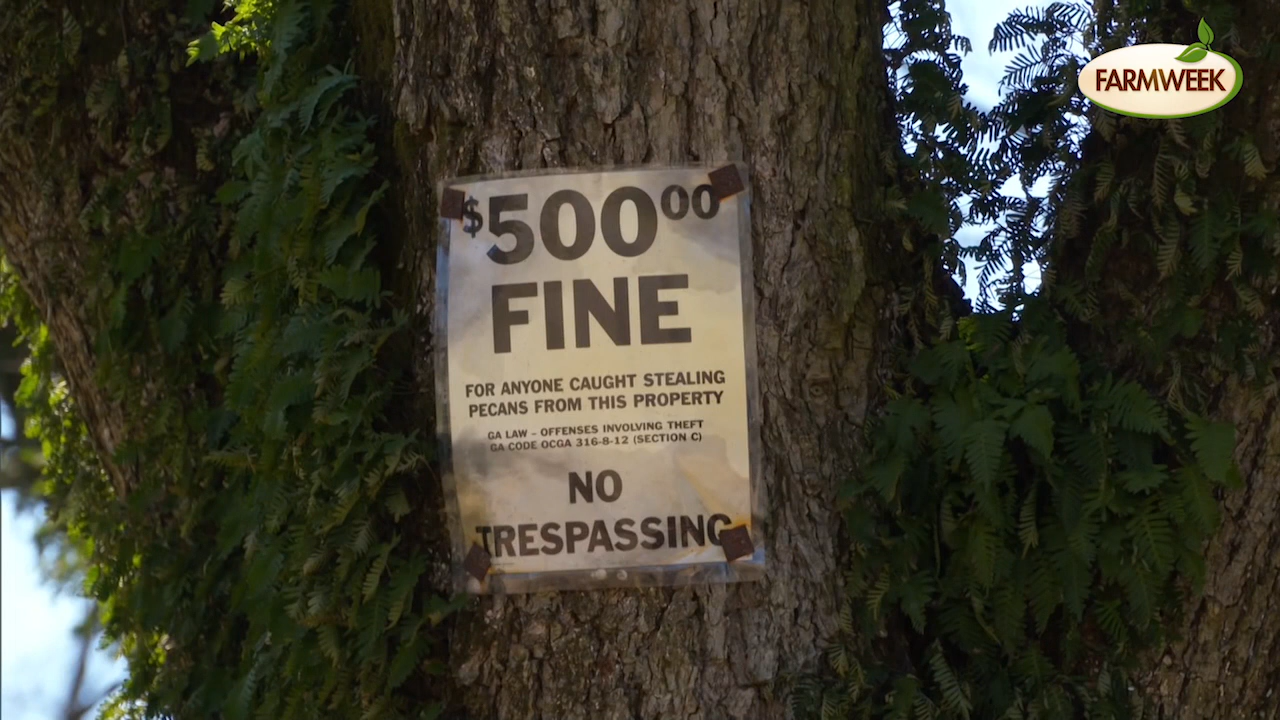 FARMWEEK
$500⁰⁰
FINE
FOR ANYONE CAUGHT STEALING
PECANS FROM THIS PROPERTY
GA LAW – OFFENSES INVOLVING THEFT
GA CODE OCGA 316-8-12 (SECTION C)
NO
TRESPASSING